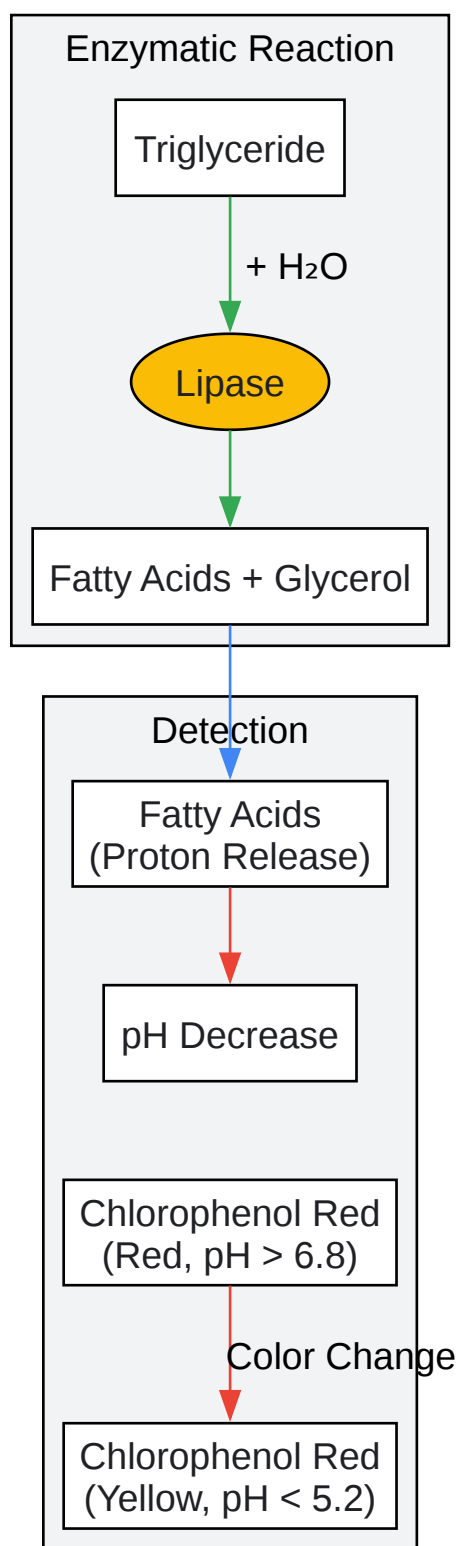 Enzymatic Reaction
Triglyceride
+ H₂O
Lipase
Fatty Acids + Glycerol
Detection
Fatty Acids
(Proton Release)
pH Decrease
Chlorophenol Red
(Red, pH > 6.8)
Color Change
Chlorophenol Red
(Yellow, pH < 5.2)